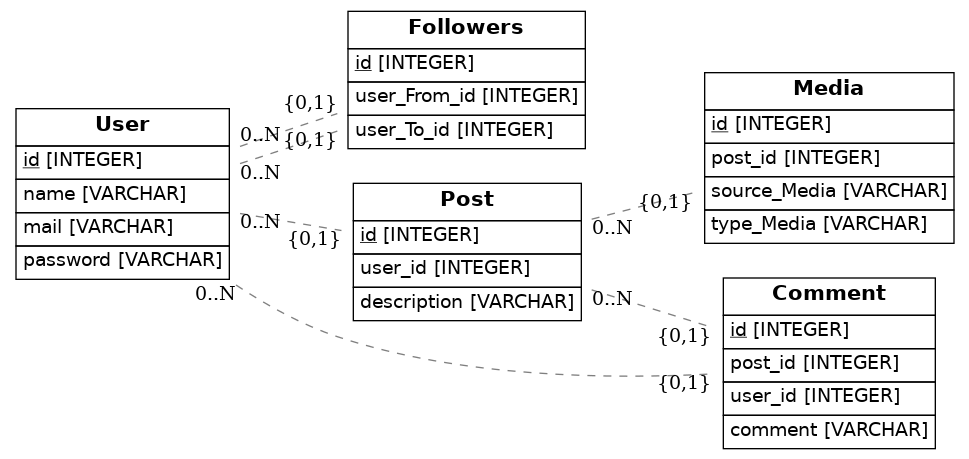 User
id [INTEGER]
name [VARCHAR]
mail [VARCHAR]
password [VARCHAR]
0..N
{0,1}
0..N
{0,1}
Followers
id [INTEGER]
user_From_id [INTEGER]
user_To_id [INTEGER]
0..N
{0,1}
Post
id [INTEGER]
user_id [INTEGER]
description [VARCHAR]
0..N
{0,1}
Media
id [INTEGER]
post_id [INTEGER]
source_Media [VARCHAR]
type_Media [VARCHAR]
0..N
{0,1}
0..N
{0,1}
Comment
id [INTEGER]
post_id [INTEGER]
user_id [INTEGER]
comment [VARCHAR]